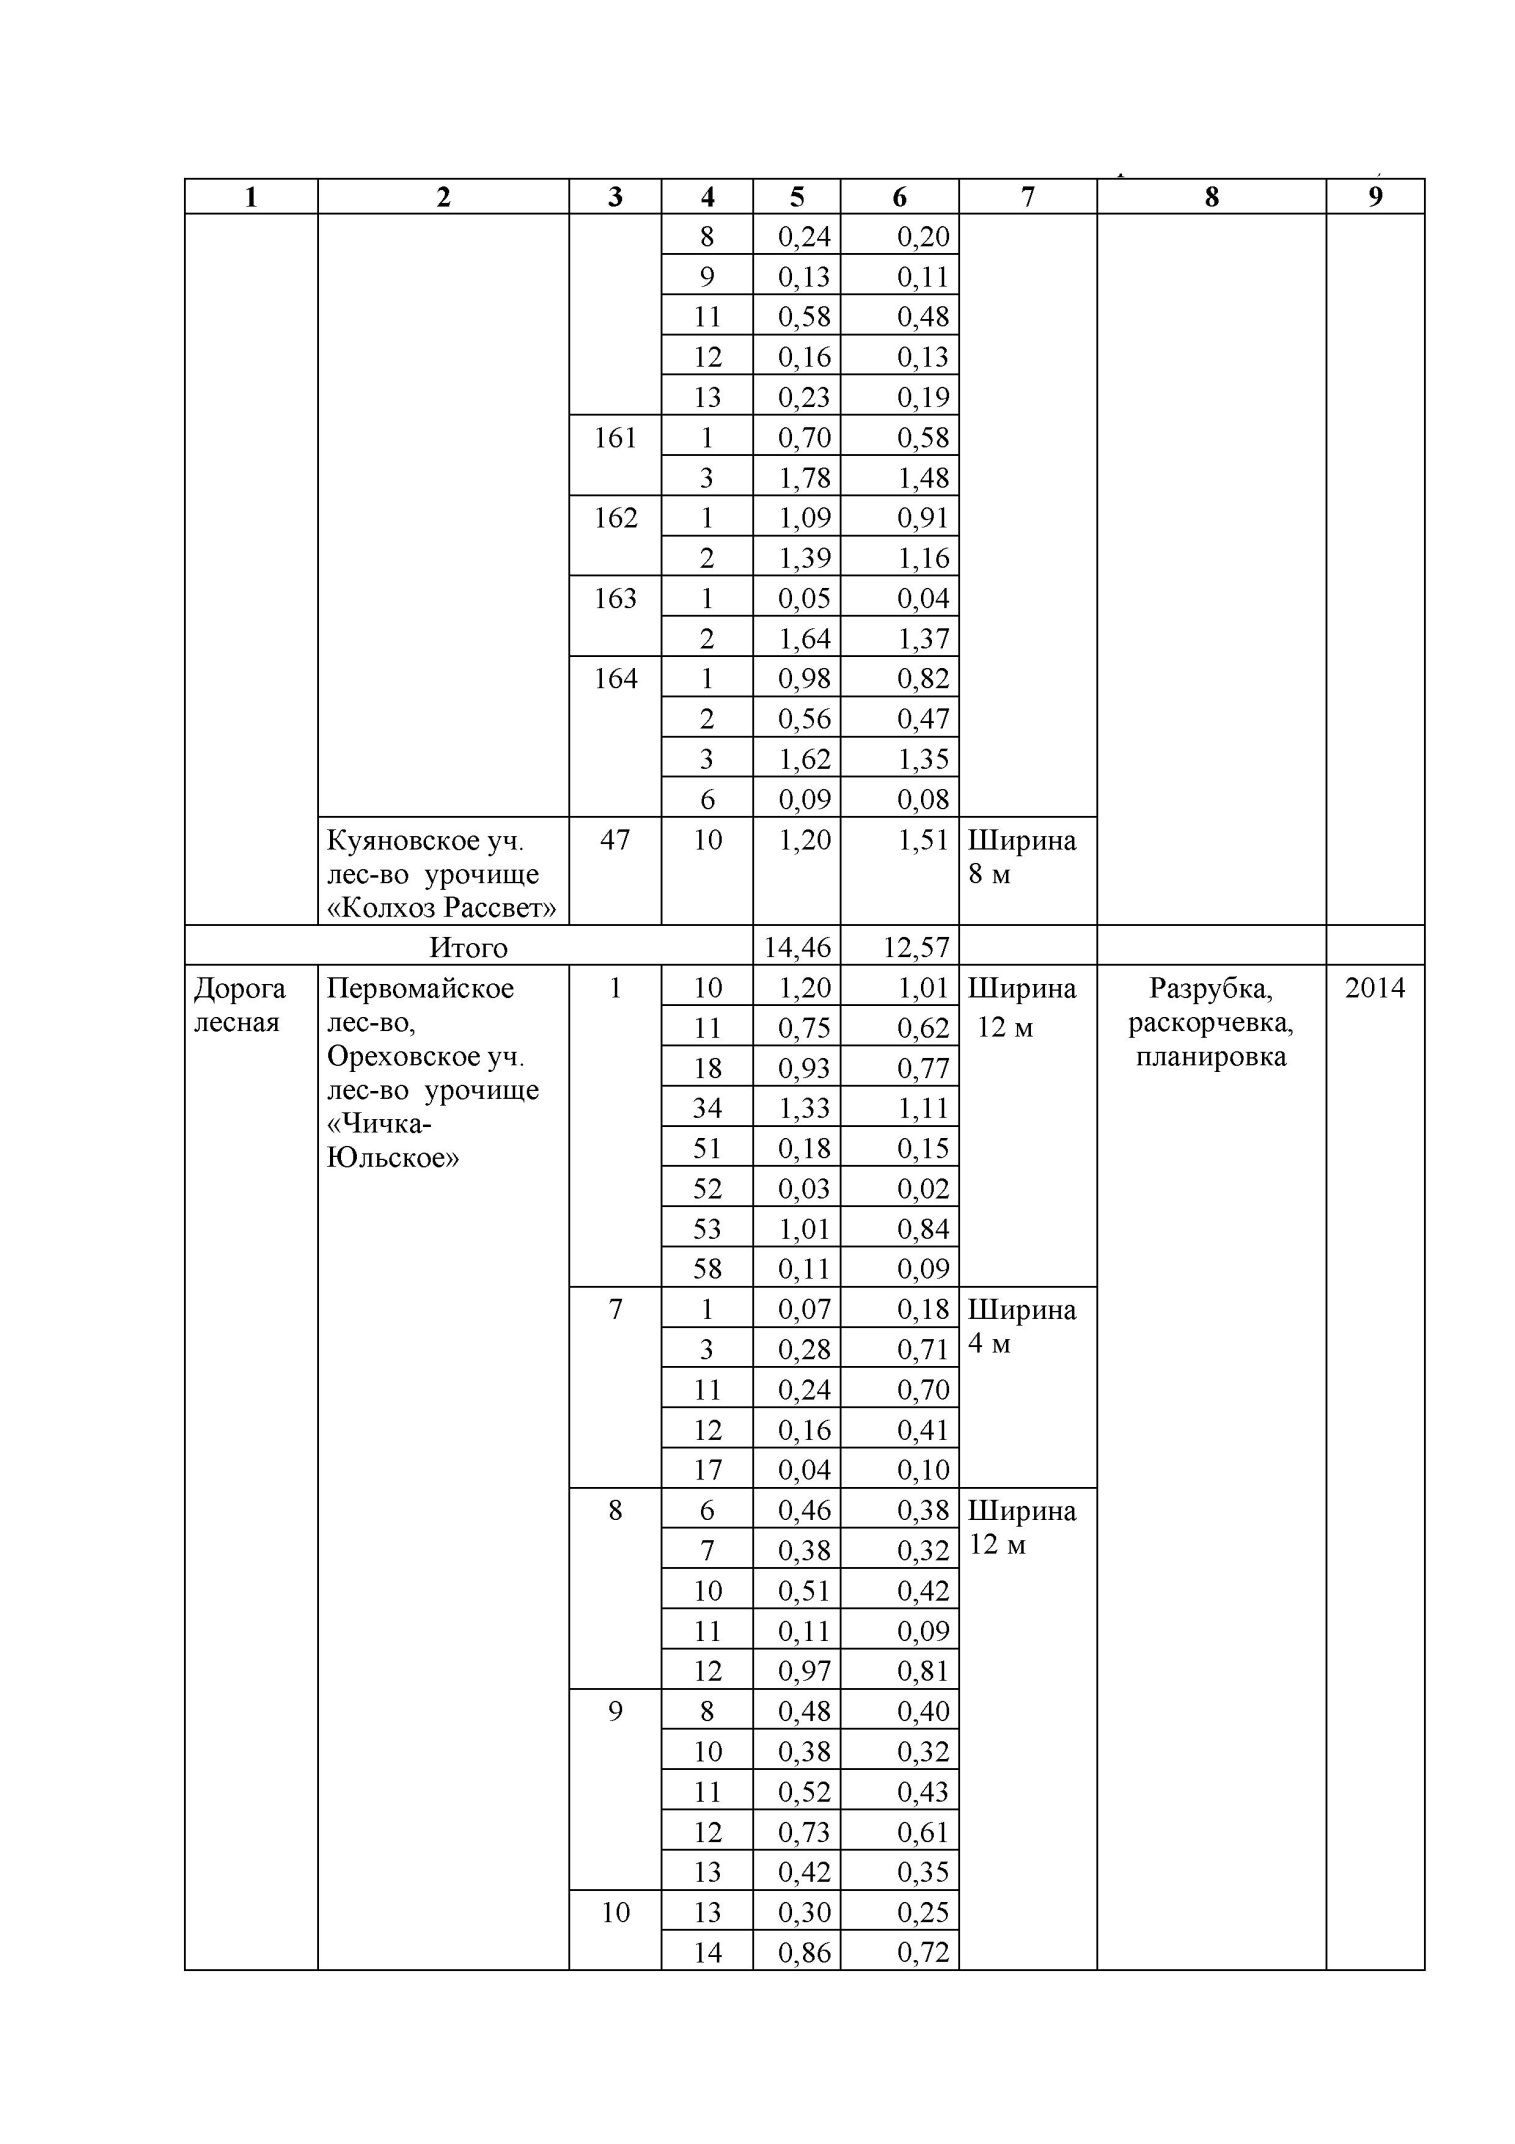 1 2 3 4 5 6 7 8 9
8 0,24 0,20
9 0,13 0,11
11 0,58 0,48
12 0,16 0,13
13 0,23 0,19
161 1 0,70 0,58
3 1,78 1,48
162 1 1,09 0,91
2 1,39 1,16
163 1 0,05 0,04
2 1,64 1,37
164 1 0,98 0,82
2 0,56 0,47
3 1,62 1,35
6 0,09 0,08
Куяновское уч. 47 10 1,20 1,51 Ширина
лес-во урочище 8 м
«Колхоз Рассвет»
Итого 14,46 12,57
Дорога Первомайское 1 10 1,20 1,01 Ширина Разрубка, 2014
лесная лес-во, 11 0,75 0,62 12 м раскорчевка,
Ореховское уч. 18 0,93 0,77 планировка
лес-во урочище 34 1,33 1,11
«Чичка-
Юльское» 51 0,18 0,15
52 0,03 0,02
53 1,01 0,84
58 0,11 0,09
7 1 0,07 0,18 Ширина
3 0,28 0,71 4 м
11 0,24 0,70
12 0,16 0,41
17 0,04 0,10
8 6 0,46 0,38 Ширина
7 0,38 0,32 12 м
10 0,51 0,42
11 0,11 0,09
12 0,97 0,81
9 8 0,48 0,40
10 0,38 0,32
11 0,52 0,43
12 0,73 0,61
13 0,42 0,35
10 13 0,30 0,25
14 0,86 0,72